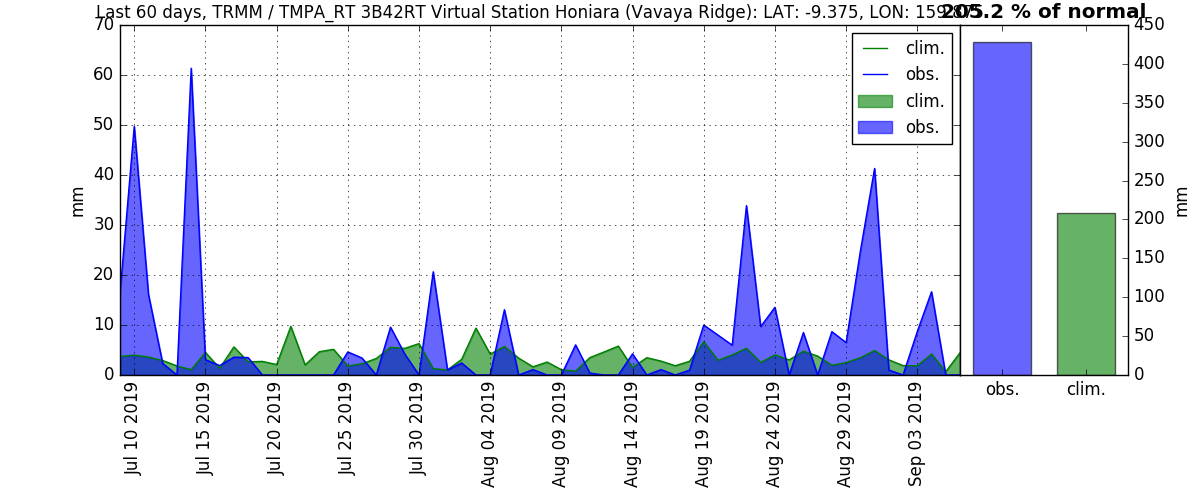 Last 60 days, TRMM / TMPA_RT 3B42RT Virtual Station Honiara (Vavaya Ridge): LAT: -9.375, LON: 159.875
205.2 % of normal
70
60
50
40
30
20
10
0
mm
clim.
obs.
clim.
obs.
Jul 10 2019
Jul 15 2019
Jul 20 2019
Jul 25 2019
Jul 30 2019
Aug 04 2019
Aug 09 2019
Aug 14 2019
Aug 19 2019
Aug 24 2019
Aug 29 2019
Sep 03 2019
450
400
350
300
250
200
150
100
50
0
mm
obs.
clim.